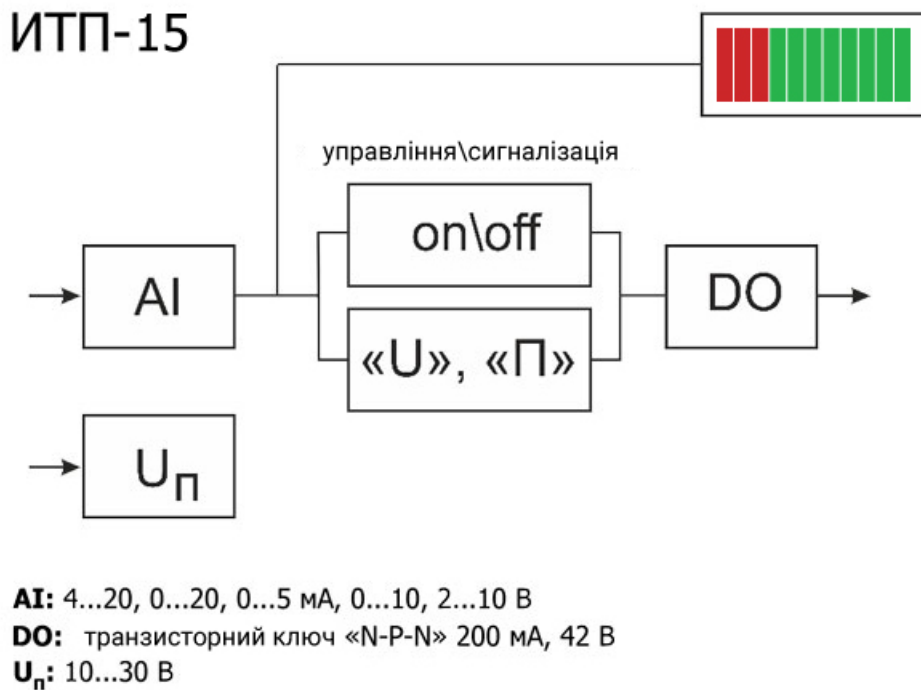 ИТП-15
управління\сигналізація
on\off
AI
«U», «П»
DO
Uп
AI: 4...20, 0...20, 0...5 мА, 0...10, 2...10 В
DO: транзисторний ключ «N-P-N» 200 мА, 42 В
Uп: 10...30 В